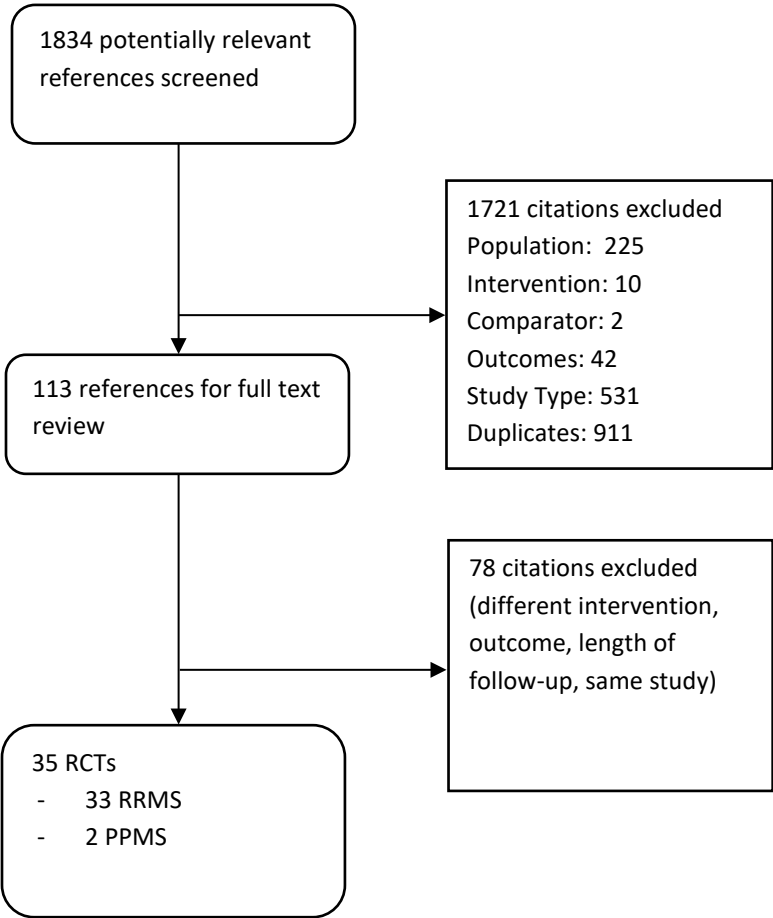 1834 potentially relevant
references screened
1721 citations excluded
Population:  225
Intervention: 10
Comparator: 2
Outcomes: 42
Study Type: 531
Duplicates: 911
113 references for full text
review
78 citations excluded
(different intervention,
outcome, length of
follow-up, same study)
35 RCTs
- 33 RRMS
- 2 PPMS